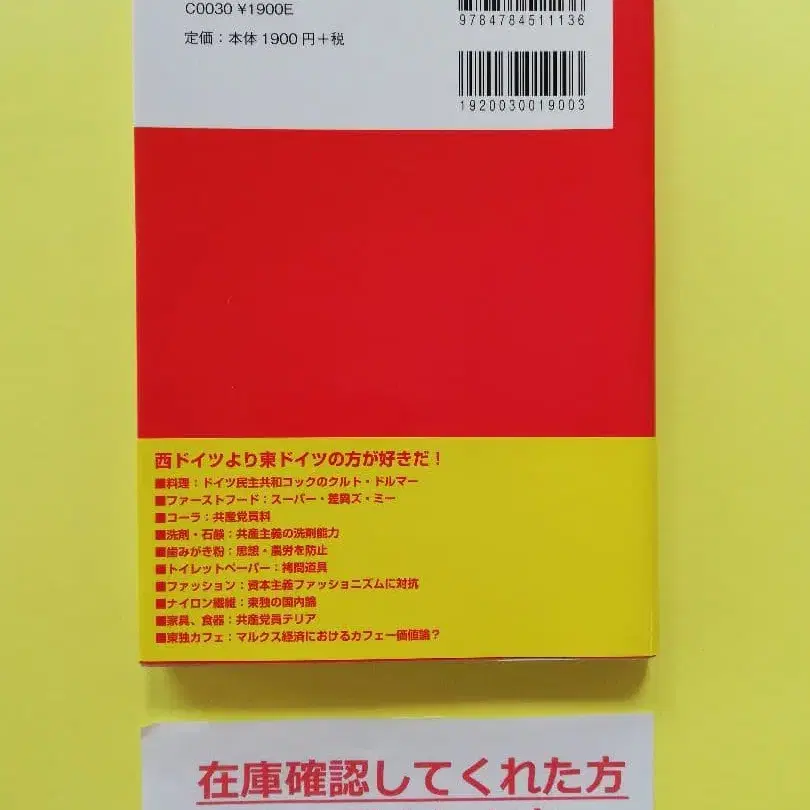 C0030 ¥1900E
定価：本体1900円＋税
9784784511136
1920030019003
西ドイツより東ドイツの方が好きだ！
■料理：ドイツ民主共和コックのクルト・ドルマー
■ファーストフード：スーパー・差異ズ・ミー
■コーラ：共産党員料
■洗剤・石鹸：共産主義の洗剤能力
■歯みがき粉：思想・農労を防止
■トイレットペーパー：拷問道具
■ファッション：資本主義ファッショニズムに対抗
■ナイロン繊維：東独の国内論
■家具、食器：共産党員テリア
■東独カフェ：マルクス経済におけるカフェー価値論？
在庫確認してくれた方